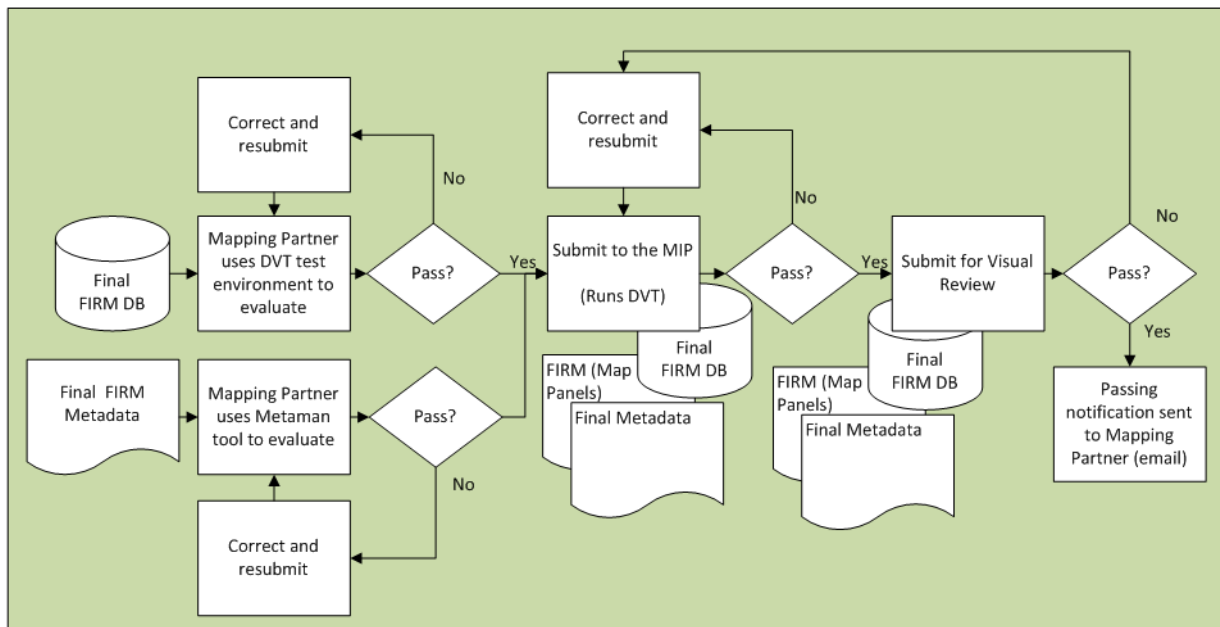 Correct and
resubmit
No
Final
FIRM DB
Mapping Partner
uses DVT test
environment to
evaluate
Pass?
Yes
Final  FIRM
Metadata
Mapping Partner
uses Metaman
tool to evaluate
Pass?
No
Correct and
resubmit
Correct and
resubmit
No
Submit to the MIP
(Runs DVT)
Pass?
Yes
Final
FIRM DB
FIRM (Map
Panels)
Final Metadata
Submit for Visual
Review
Final
FIRM DB
FIRM (Map
Panels)
Final Metadata
No
Pass?
Yes
Passing
notification sent
to Mapping
Partner (email)